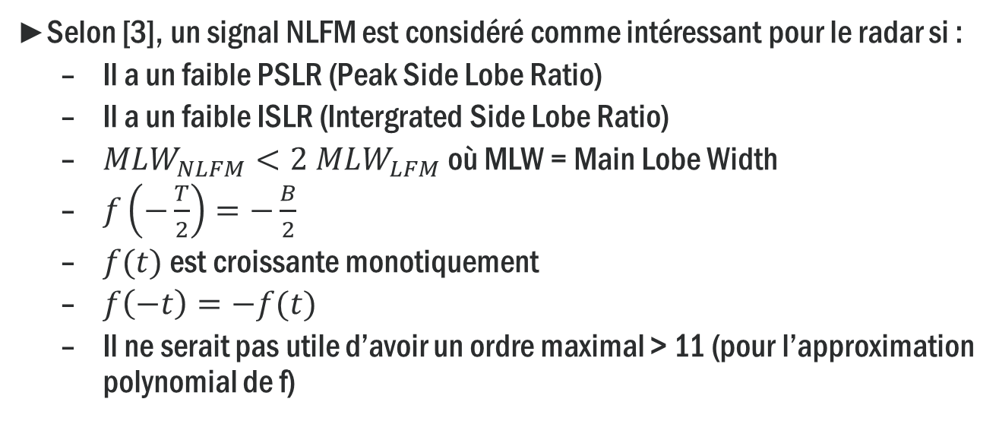 ►Selon [3], un signal NLFM est considéré comme intéressant pour le radar si :
– Il a un faible PSLR (Peak Side Lobe Ratio)
– Il a un faible ISLR (Intergrated Side Lobe Ratio)
– $MLW_{NLFM} < 2\ MLW_{LFM}$ où MLW = Main Lobe Width
– $f\left(-\frac{T}{2}\right) = -\frac{B}{2}$
– $f(t)$ est croissante monotiquement
– $f(-t) = -f(t)$
– Il ne serait pas utile d’avoir un ordre maximal > 11 (pour l’approximation
polynomial de f)